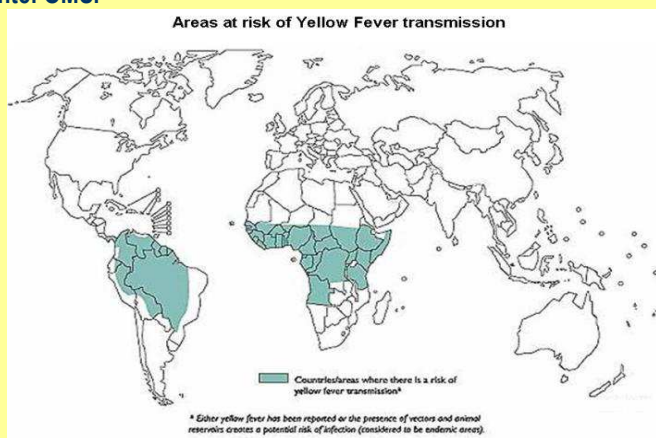 Areas at risk of Yellow Fever transmission
Countries/areas where there is a risk of
yellow fever transmission*
* Either yellow fever has been reported or the presence of vectors and animal
reservoirs creates a potential risk of infection (considered to be endemic areas).